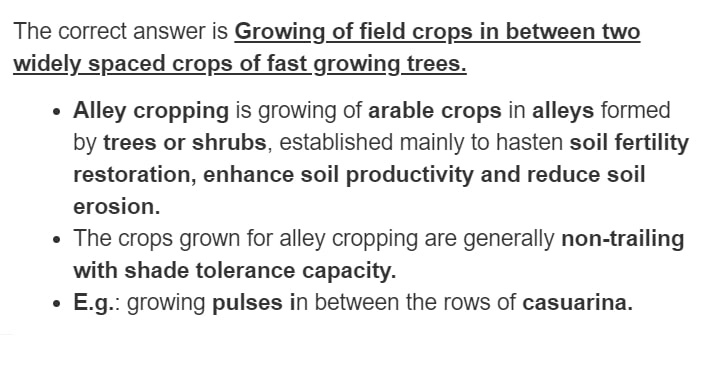 The correct answer is Growing of field crops in between two
widely spaced crops of fast growing trees.
• Alley cropping is growing of arable crops in alleys formed
by trees or shrubs, established mainly to hasten soil fertility
restoration, enhance soil productivity and reduce soil
erosion.
• The crops grown for alley cropping are generally non-trailing
with shade tolerance capacity.
• E.g.: growing pulses in between the rows of casuarina.